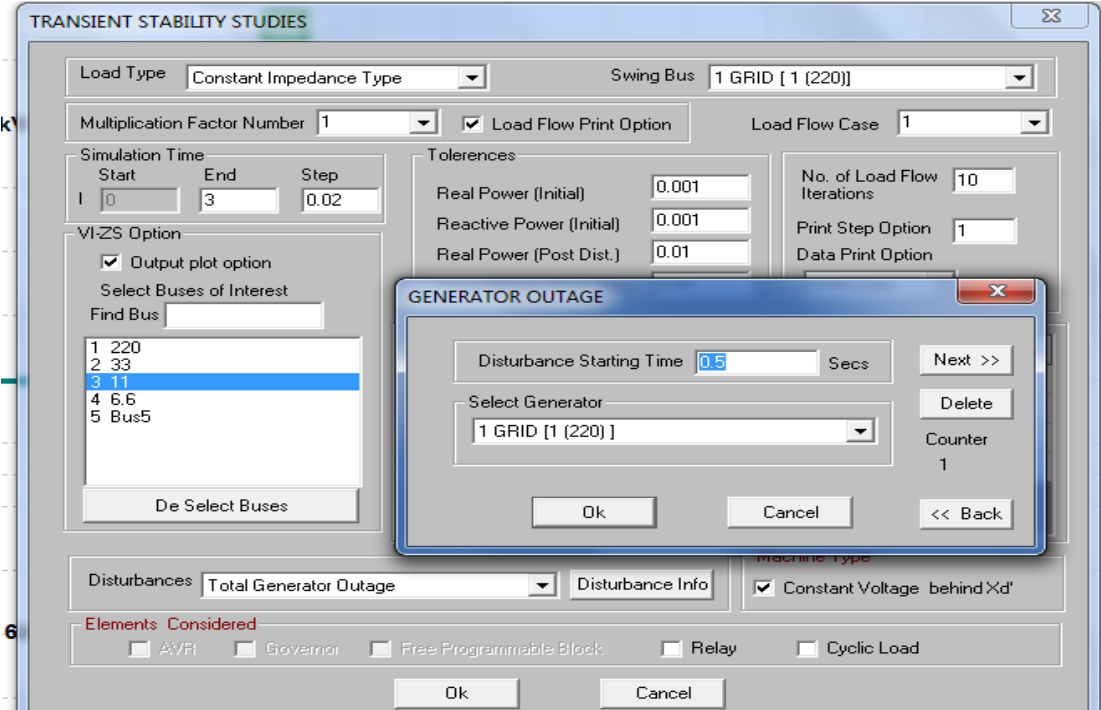 TRANSIENT STABILITY STUDIES
Load Type Constant Impedance Type Swing Bus 1 GRID [ 1 (220)]
Multiplication Factor Number 1 Load Flow Print Option Load Flow Case 1
Simulation Time
Start End Step
0 3 0.02
Tolerences
Real Power (Initial) 0.001
Reactive Power (Initial) 0.001
Real Power (Post Dist.) 0.01
No. of Load Flow
Iterations 10
Print Step Option 1
Data Print Option
VI-ZS Option
Output plot option
Select Buses of Interest
Find Bus
1 220
2 33
3 11
4 6.6
5 Bus5
De Select Buses
GENERATOR OUTAGE
Disturbance Starting Time 0.5 Secs
Next >>
Select Generator
1 GRID [1 (220) ]
Delete
Counter
1
Ok Cancel << Back
Disturbances Total Generator Outage Disturbance Info
Machine Type
Constant Voltage behind Xd'
Elements Considered
AVR Governor Free Programmable Block Relay Cyclic Load
Ok Cancel
6